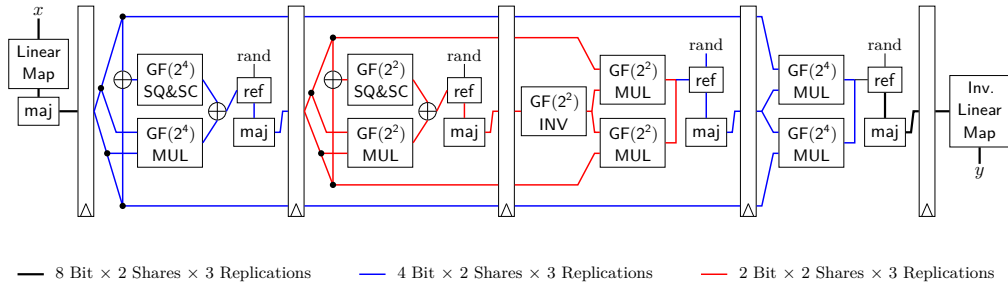 x
Linear
Map
maj
GF(2⁴)
SQ&SC
GF(2⁴)
MUL
rand
ref
maj
GF(2²)
SQ&SC
GF(2²)
MUL
rand
ref
maj
GF(2²)
INV
GF(2²)
MUL
GF(2²)
MUL
rand
ref
maj
GF(2⁴)
MUL
GF(2⁴)
MUL
rand
ref
maj
Inv.
Linear
Map
y
8 Bit × 2 Shares × 3 Replications
4 Bit × 2 Shares × 3 Replications
2 Bit × 2 Shares × 3 Replications